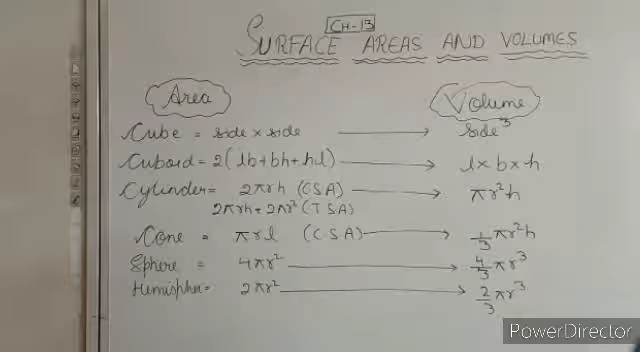 CH-13
SURFACE AREAS AND VOLUMES
Area Volume
Cube = side × side → side³
Cuboid = 2(lb+bh+hl) → l×b×h
Cylinder = 2πrh (CSA) → πr²h
2πrh + 2πr² (TSA)
Cone = πrl (CSA) → 1/3 πr²h
Sphere = 4πr² → 4/3 πr³
Hemisphe = 2πr² → 2/3 πr³
PowerDirector